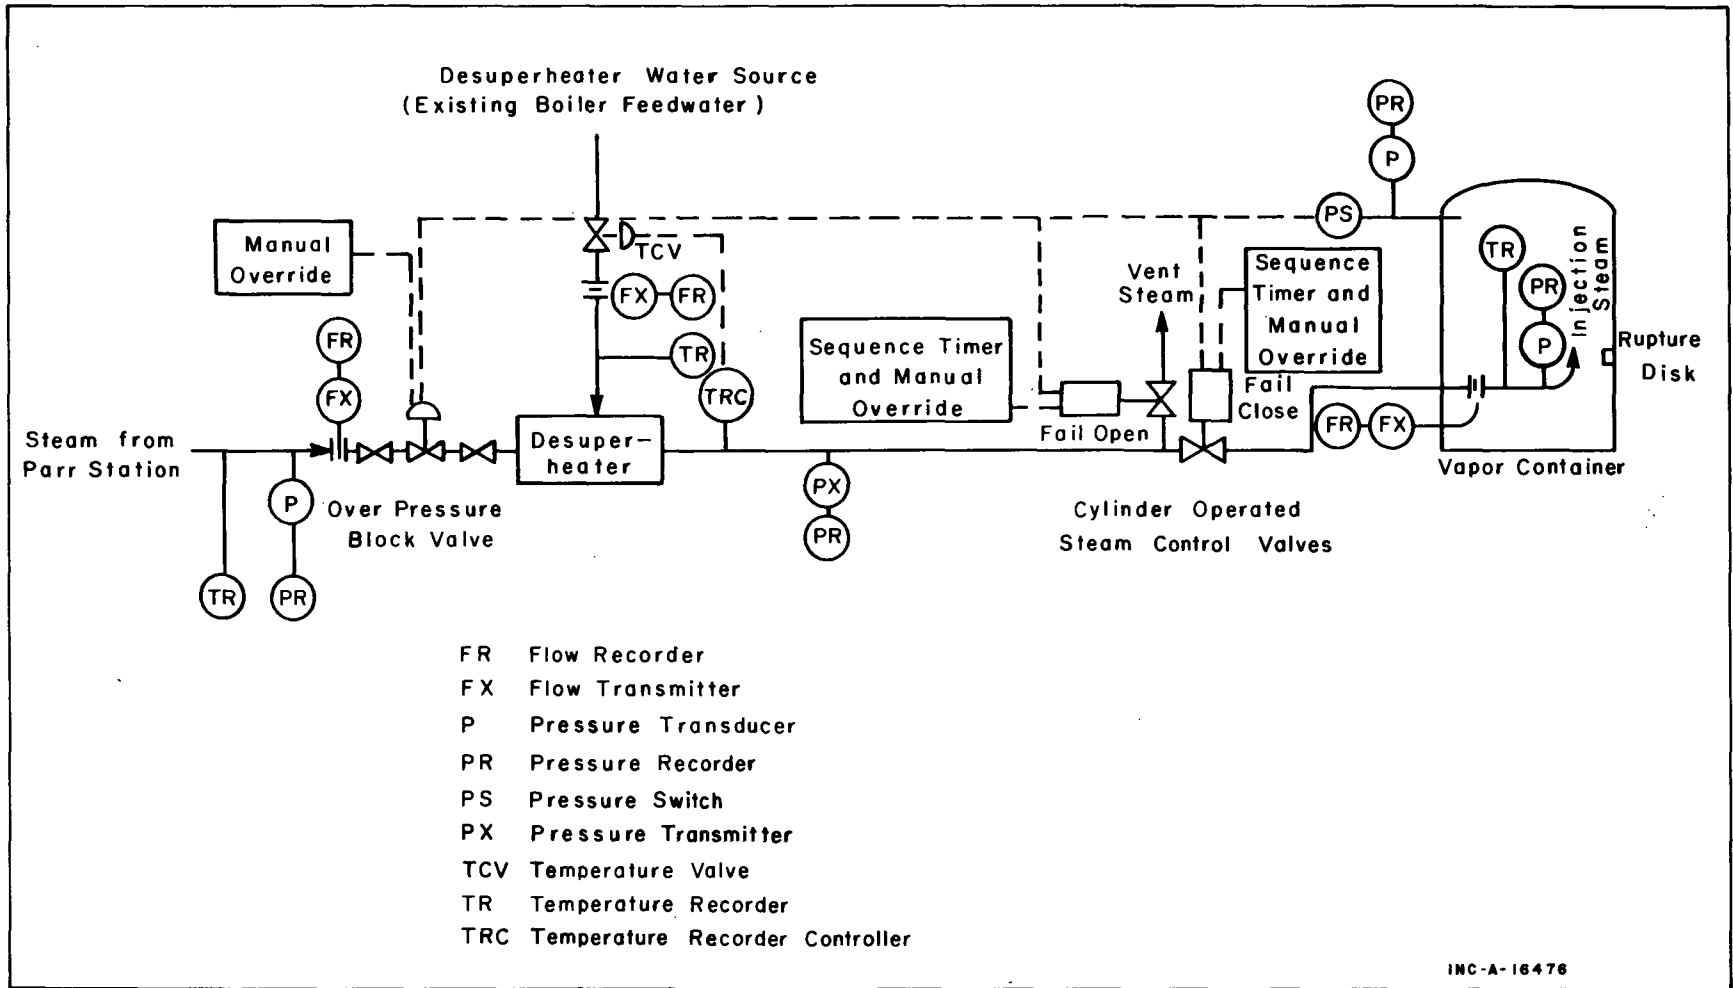 Desuperheater Water Source
(Existing Boiler Feedwater)
PR
P
PS
Manual
Override
TCV
FX
FR
TR
TRC
Vent
Steam
Sequence
Timer and
Manual
Override
TR
PR
P
Injection
Steam
Rupture
Disk
FR
FX
Sequence Timer
and Manual
Override
Fail Open
Fail
Close
FR
FX
Steam from
Parr Station
Desuper-
heater
Vapor Container
P
Over Pressure
Block Valve
PX
PR
Cylinder Operated
Steam Control Valves
TR
PR
FR Flow Recorder
FX Flow Transmitter
P Pressure Transducer
PR Pressure Recorder
PS Pressure Switch
PX Pressure Transmitter
TCV Temperature Valve
TR Temperature Recorder
TRC Temperature Recorder Controller
INC-A-16476